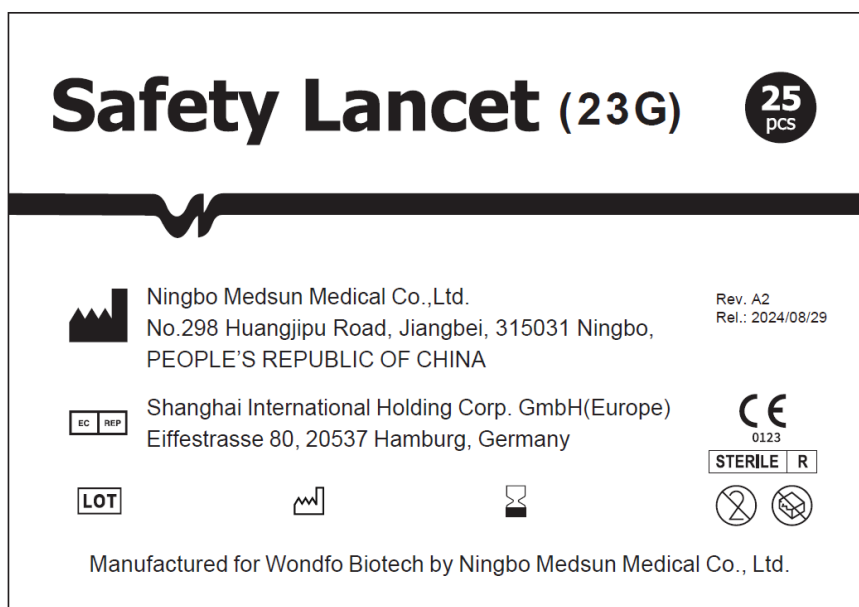 Safety Lancet (23G)
25
pcs
Ningbo Medsun Medical Co.,Ltd.
No.298 Huangjipu Road, Jiangbei, 315031 Ningbo,
PEOPLE'S REPUBLIC OF CHINA
Rev. A2
Rel.: 2024/08/29
EC REP
Shanghai International Holding Corp. GmbH(Europe)
Eiffestrasse 80, 20537 Hamburg, Germany
CE
0123
STERILE R
LOT
2
Manufactured for Wondfo Biotech by Ningbo Medsun Medical Co., Ltd.